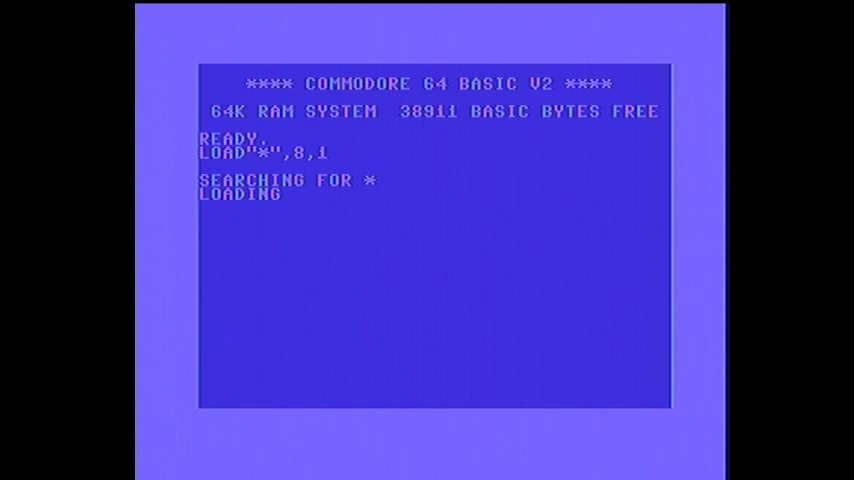 **** COMMODORE 64 BASIC V2 ****
64K RAM SYSTEM  38911 BASIC BYTES FREE
READY.
LOAD"*",8,1
SEARCHING FOR *
LOADING